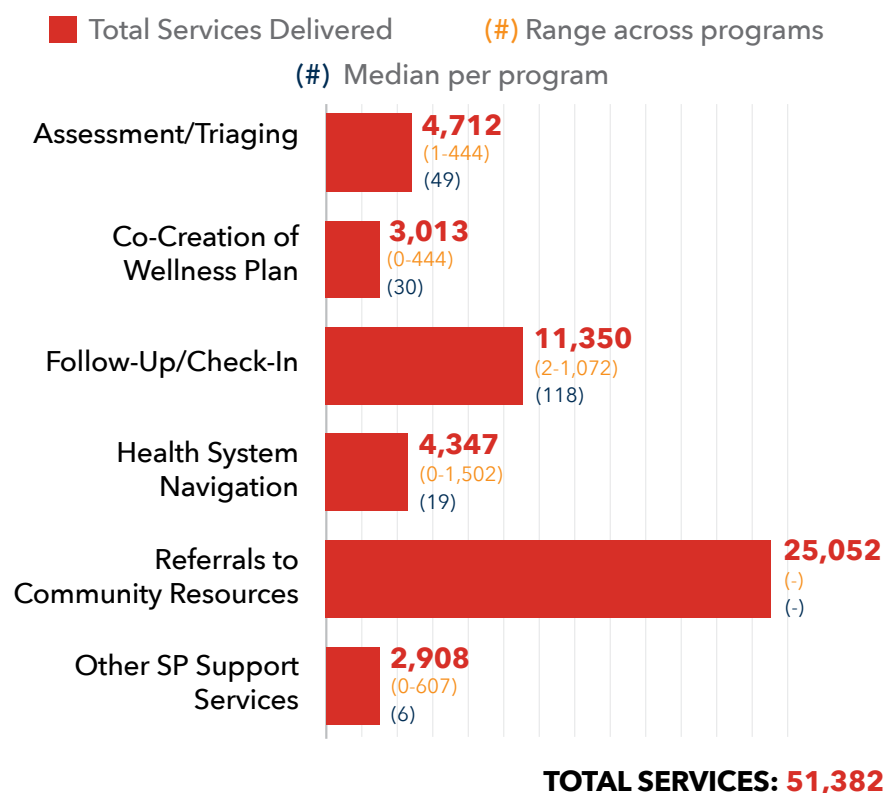 Total Services Delivered
(#) Range across programs
(#) Median per program
Assessment/Triaging
4,712
(1-444)
(49)
Co-Creation of
Wellness Plan
3,013
(0-444)
(30)
Follow-Up/Check-In
11,350
(2-1,072)
(118)
Health System
Navigation
4,347
(0-1,502)
(19)
Referrals to
Community Resources
25,052
(-)
(-)
Other SP Support
Services
2,908
(0-607)
(6)
TOTAL SERVICES: 51,382